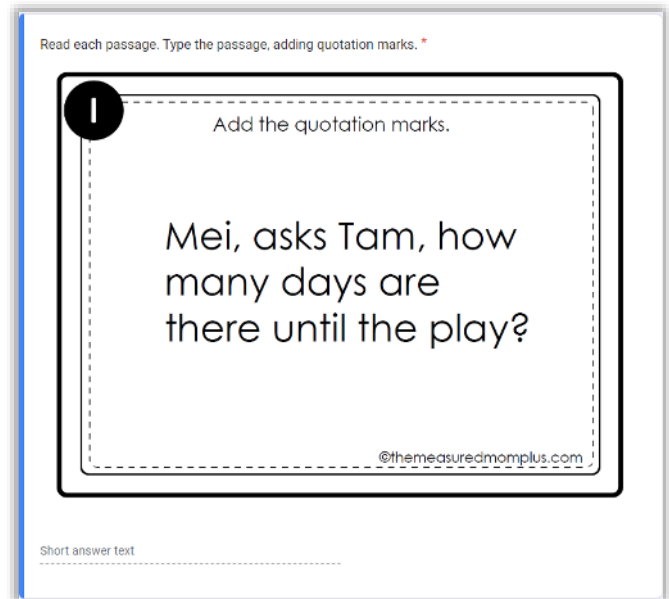 Read each passage. Type the passage, adding quotation marks. *
1
Add the quotation marks.
Mei, asks Tam, how
many days are
there until the play?
©themeasuredmomplus.com
Short answer text